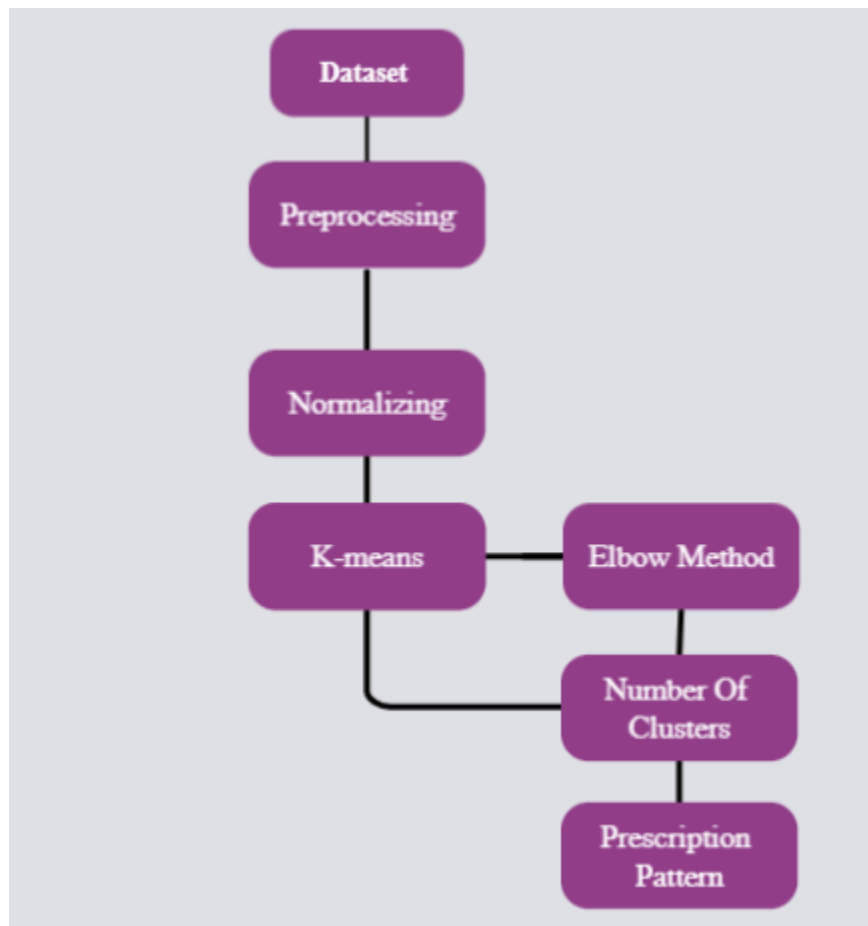 Dataset
Preprocessing
Normalizing
K-means
Elbow Method
Number Of
Clusters
Prescription
Pattern